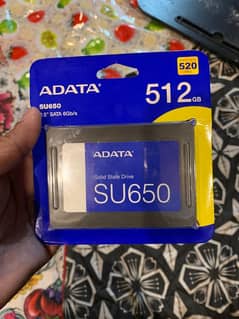 ADATA
SU650
2.5" SATA 6Gb/s
512 GB
520
ADATA
Solid State Drive
SU650